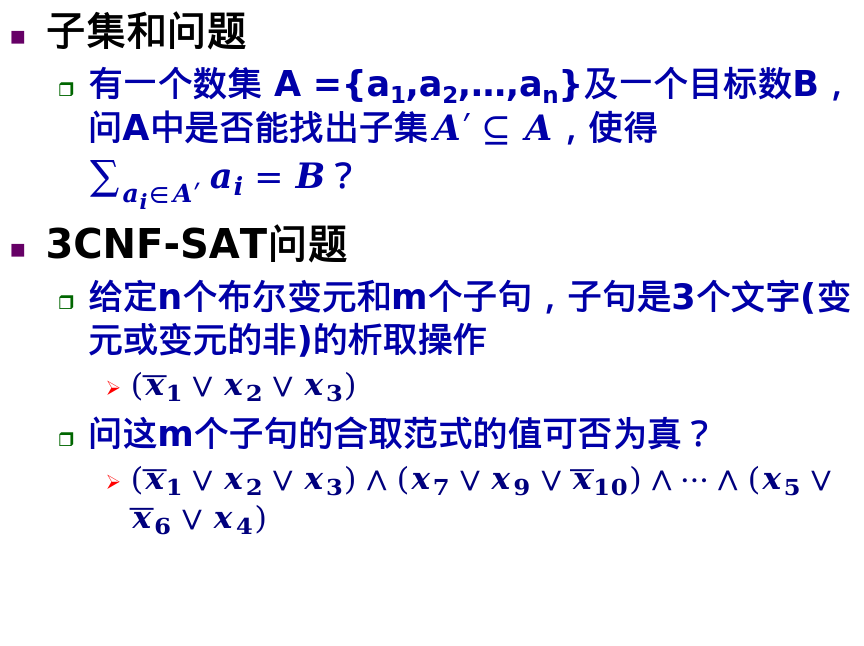 子集和问题
有一个数集 A ={a₁,a₂,…,aₙ}及一个目标数B，
问A中是否能找出子集𝑨′ ⊆ 𝑨，使得
∑_{𝒂ᵢ∈𝑨′} 𝒂ᵢ = 𝑩？
3CNF-SAT问题
给定n个布尔变元和m个子句，子句是3个文字(变
元或变元的非)的析取操作
(x̅₁ ∨ x₂ ∨ x₃)
问这m个子句的合取范式的值可否为真？
(x̅₁ ∨ x₂ ∨ x₃) ∧ (x₇ ∨ x₉ ∨ x̅₁₀) ∧ ⋯ ∧ (x₅ ∨
x̅₆ ∨ x₄)